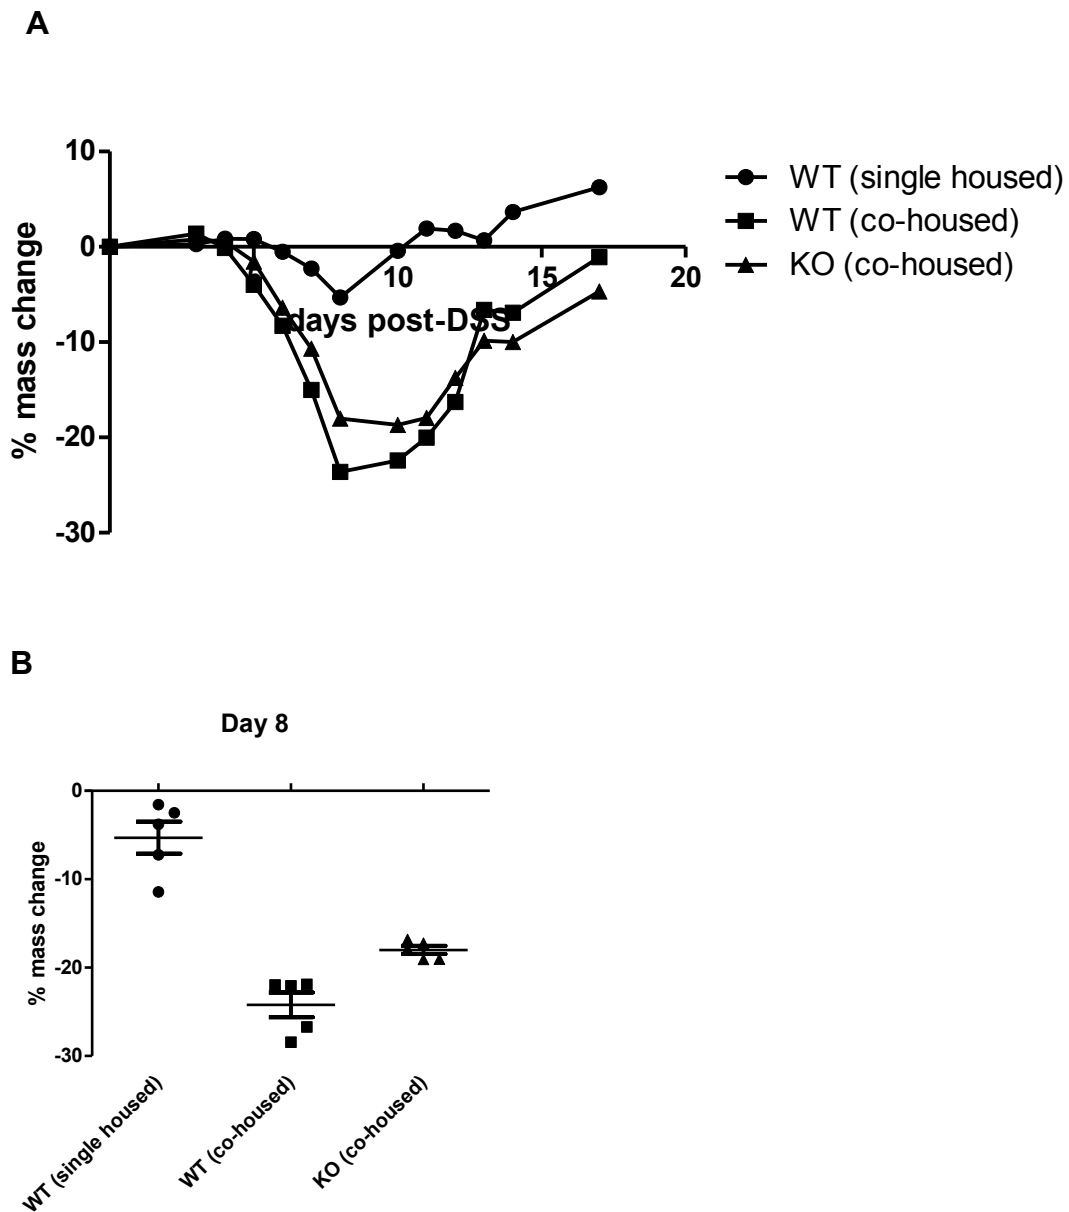 A
10
0
-10
-20
-30
% mass change
10
15
20
days post-DSS
WT (single housed)
WT (co-housed)
KO (co-housed)
B
Day 8
0
-10
-20
-30
% mass change
WT (single housed)
WT (co-housed)
KO (co-housed)